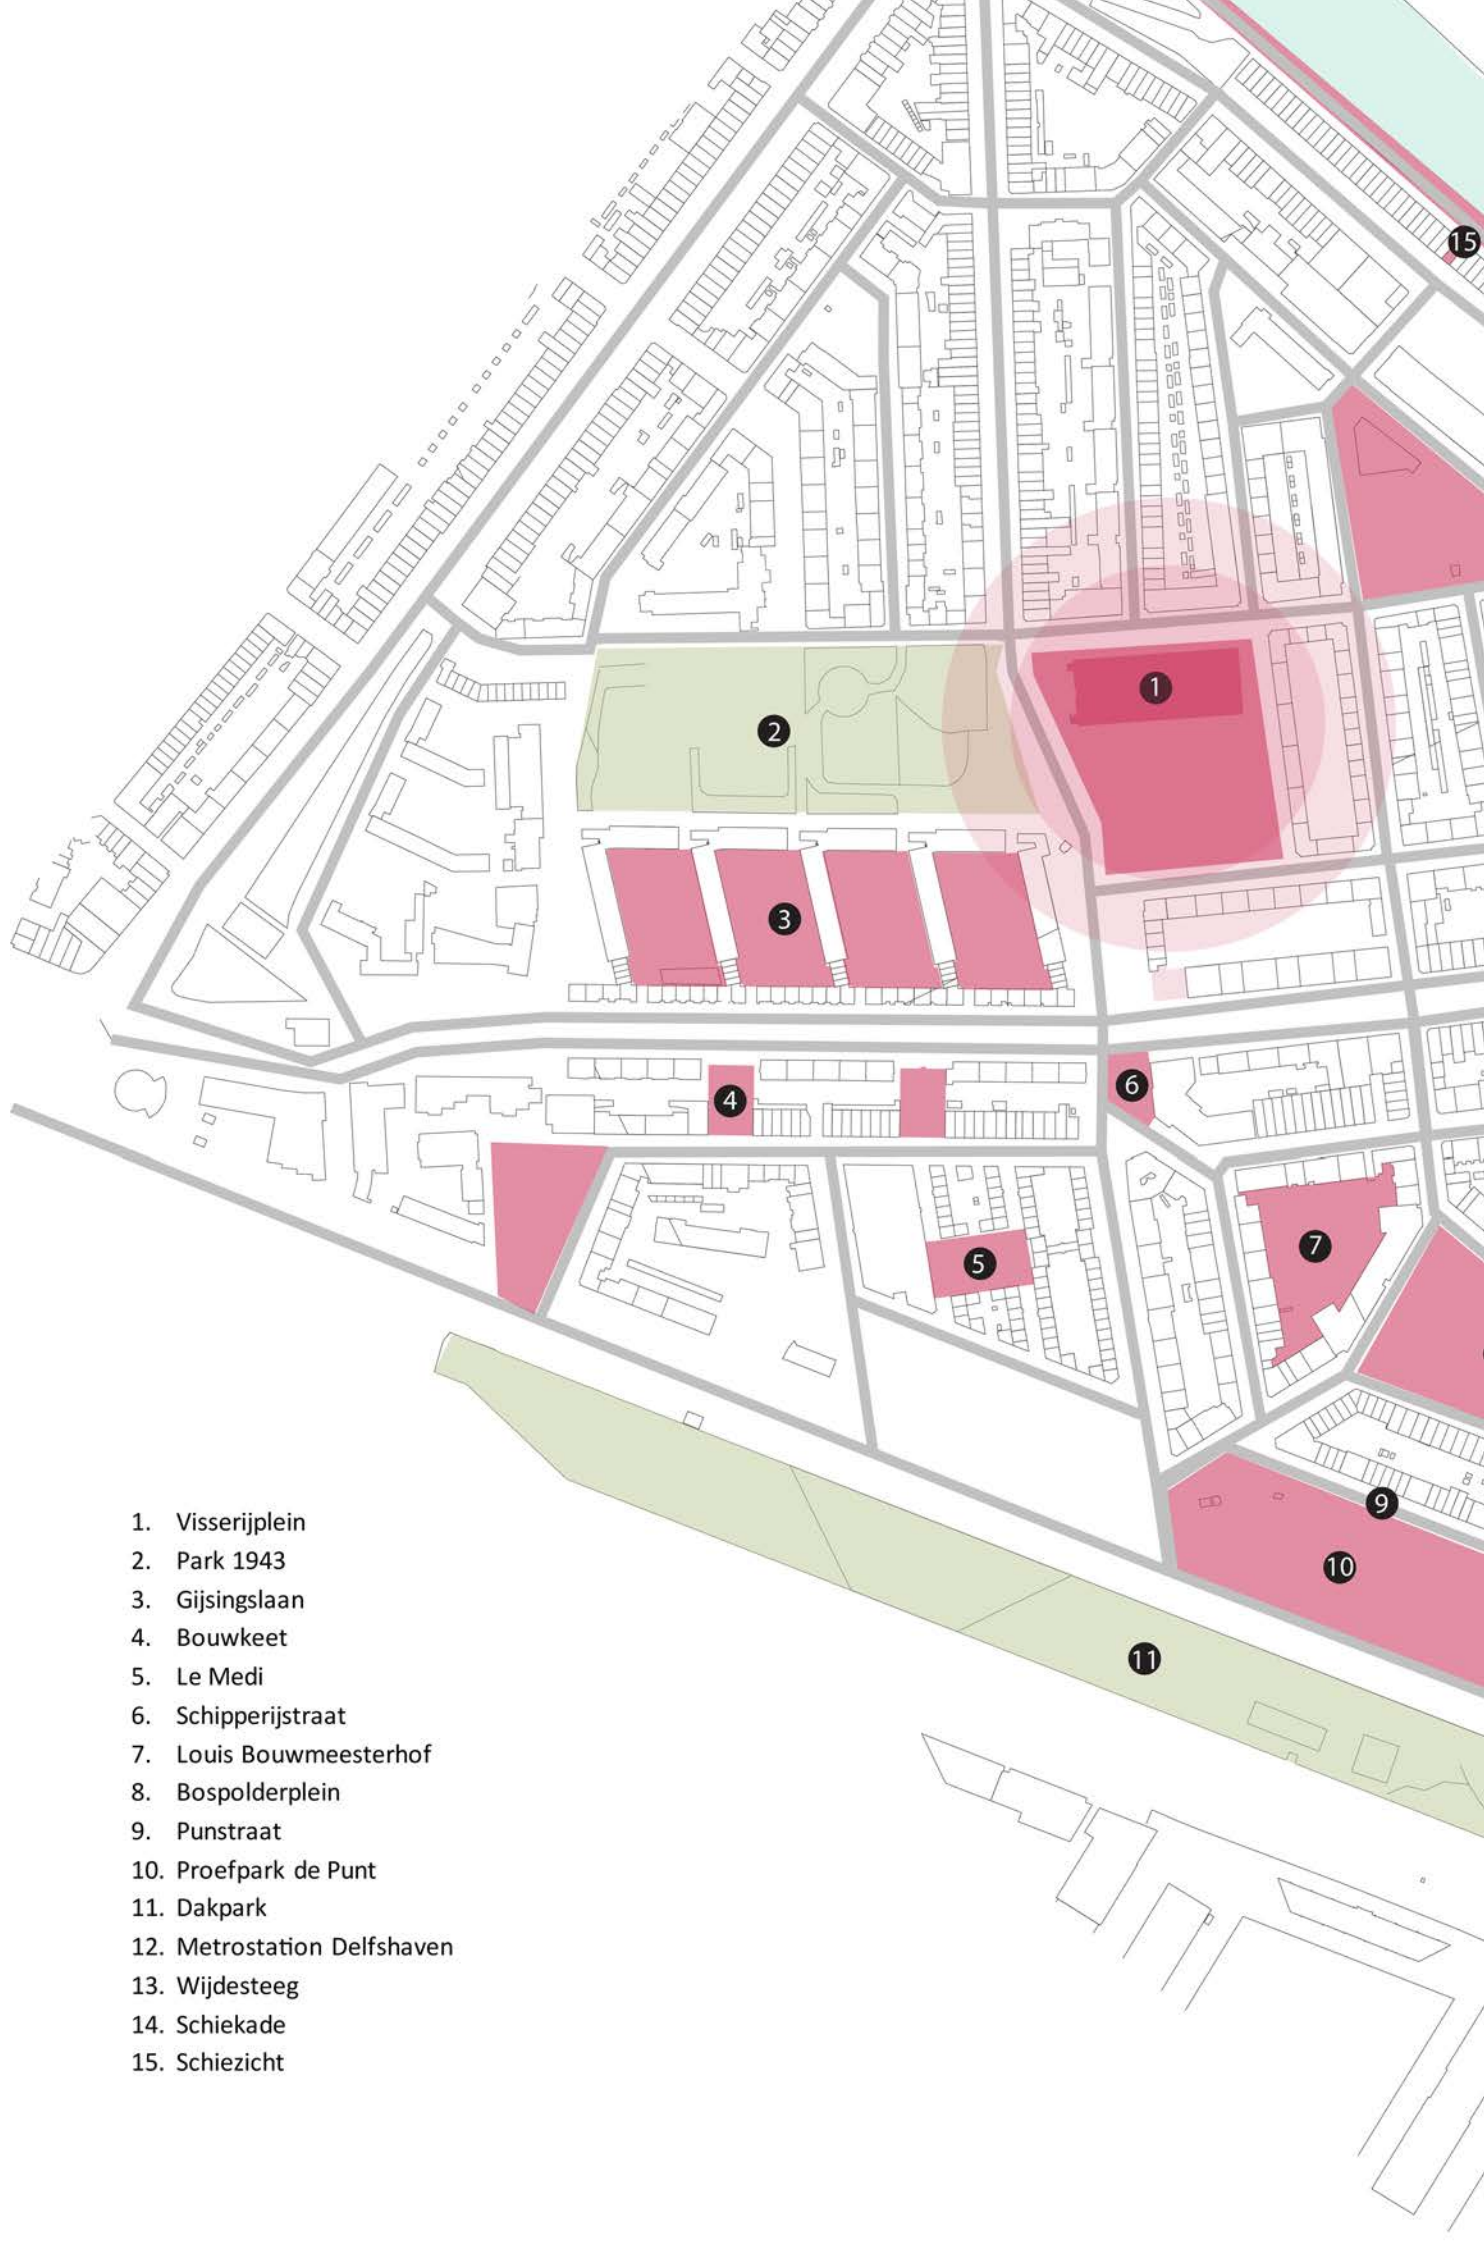 15
1
2
3
4
6
5
7
9
10
11
1. Visserijplein
2. Park 1943
3. Gijsingslaan
4. Bouwkeet
5. Le Medi
6. Schipperijstraat
7. Louis Bouwmeesterhof
8. Bospolderplein
9. Punstraat
10. Proefpark de Punt
11. Dakpark
12. Metrostation Delfshaven
13. Wijdesteeg
14. Schiekade
15. Schiezicht